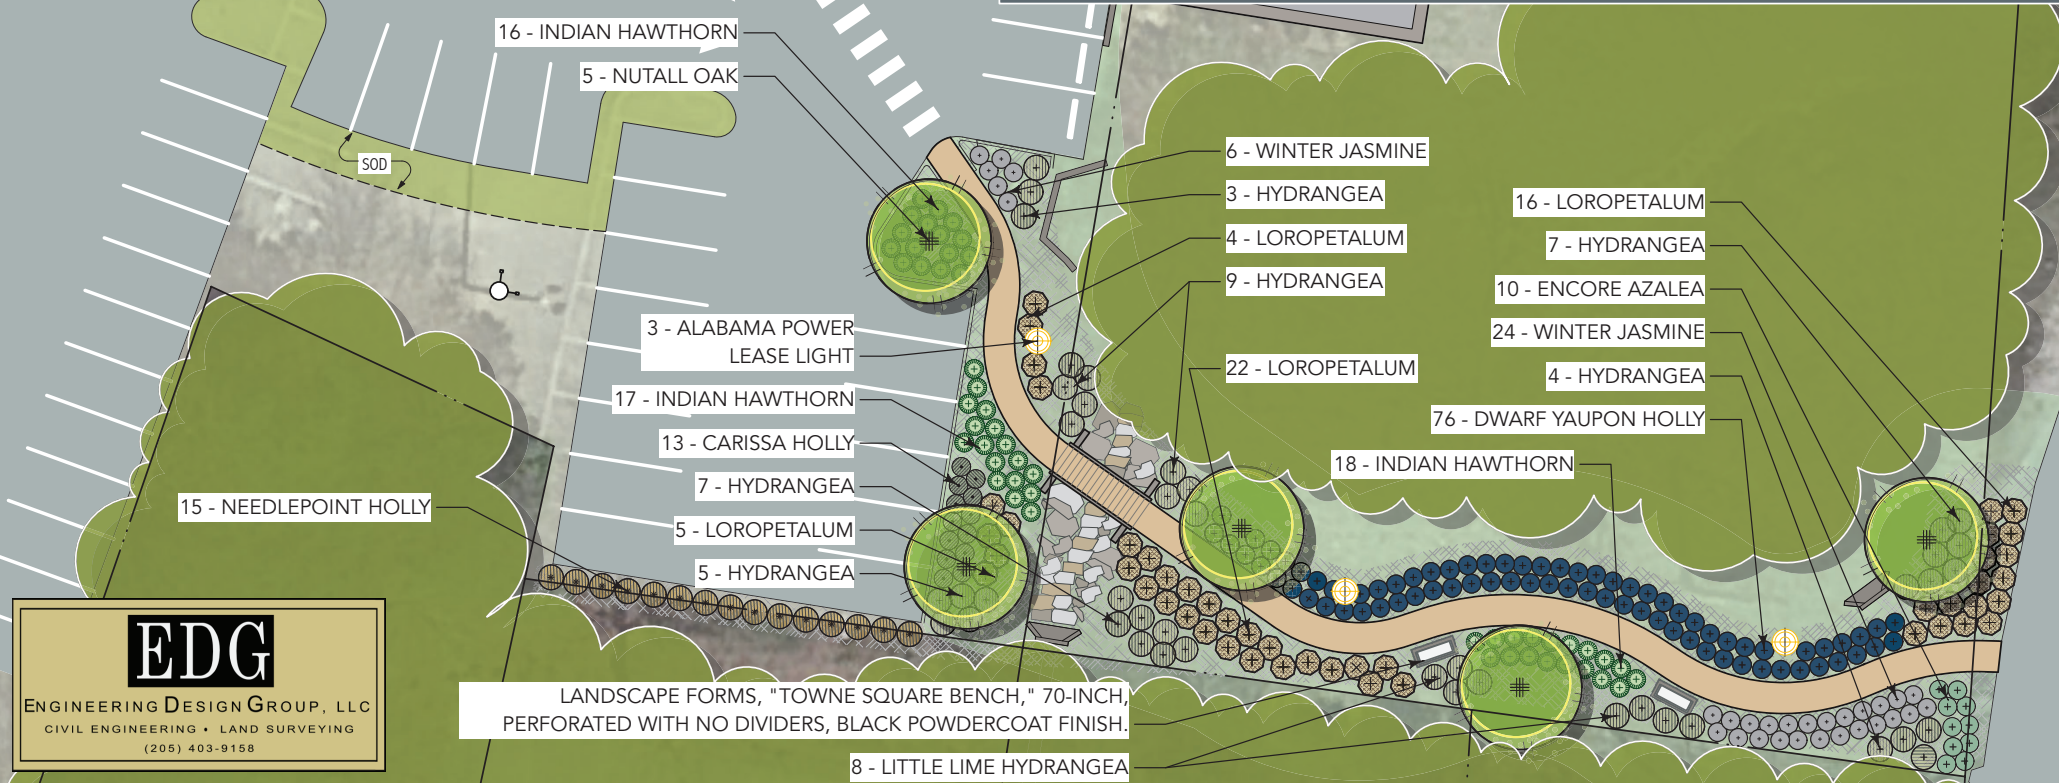 16 - INDIAN HAWTHORN
5 - NUTALL OAK
SOD
6 - WINTER JASMINE
3 - HYDRANGEA
4 - LOROPETALUM
9 - HYDRANGEA
22 - LOROPETALUM
16 - LOROPETALUM
7 - HYDRANGEA
10 - ENCORE AZALEA
24 - WINTER JASMINE
4 - HYDRANGEA
76 - DWARF YAUPON HOLLY
18 - INDIAN HAWTHORN
3 - ALABAMA POWER
LEASE LIGHT
17 - INDIAN HAWTHORN
13 - CARISSA HOLLY
7 - HYDRANGEA
5 - LOROPETALUM
5 - HYDRANGEA
15 - NEEDLEPOINT HOLLY
LANDSCAPE FORMS, "TOWNE SQUARE BENCH," 70-INCH,
PERFORATED WITH NO DIVIDERS, BLACK POWDERCOAT FINISH.
8 - LITTLE LIME HYDRANGEA
EDG
ENGINEERING DESIGN GROUP, LLC
CIVIL ENGINEERING • LAND SURVEYING
(205) 403-9158